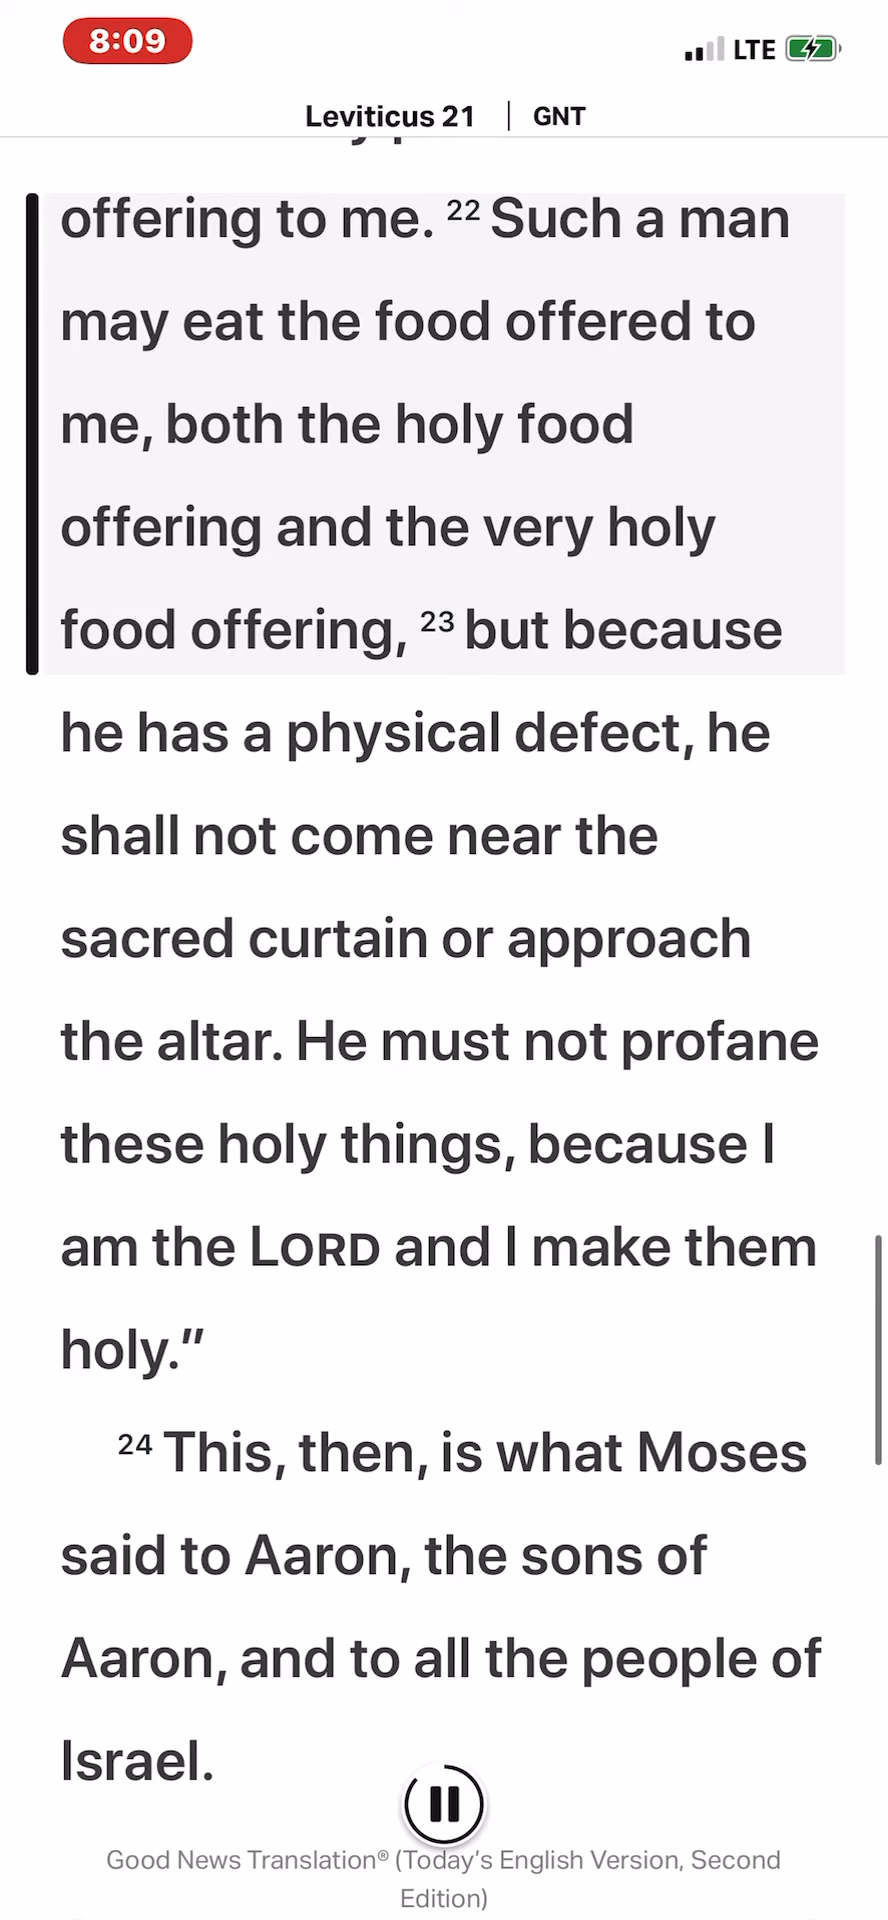 8:09
LTE
Leviticus 21 | GNT
offering to me. 22 Such a man
may eat the food offered to
me, both the holy food
offering and the very holy
food offering, 23 but because
he has a physical defect, he
shall not come near the
sacred curtain or approach
the altar. He must not profane
these holy things, because I
am the LORD and I make them
holy.”
24 This, then, is what Moses
said to Aaron, the sons of
Aaron, and to all the people of
Israel.
Good News Translation® (Today’s English Version, Second
Edition)